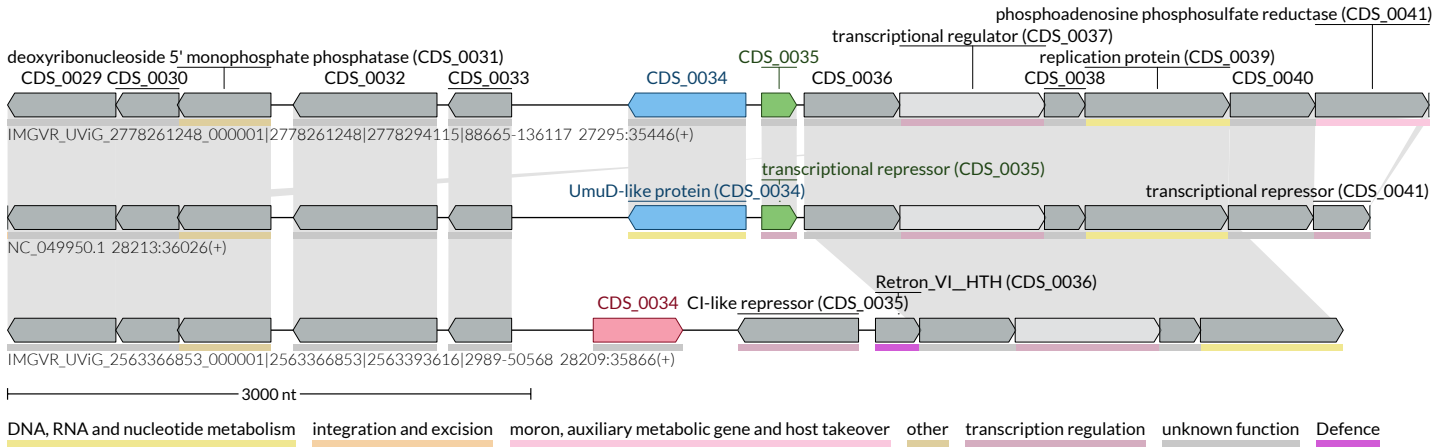 phosphoadenosine phosphosulfate reductase (CDS_0041)
transcriptional regulator (CDS_0037)
deoxyribonucleoside 5' monophosphate phosphatase (CDS_0031) CDS_0035 replication protein (CDS_0039)
CDS_0029 CDS_0030 CDS_0032 CDS_0033 CDS_0034 CDS_0036 CDS_0038 CDS_0040
IMGVR_UViG_2778261248_000001|2778261248|2778294115|88665-136117 27295:35446(+)
transcriptional repressor (CDS_0035)
UmuD-like protein (CDS_0034) transcriptional repressor (CDS_0041)
NC_049950.1 28213:36026(+)
Retron_VI__HTH (CDS_0036)
CDS_0034 CI-like repressor (CDS_0035)
IMGVR_UViG_2563366853_000001|2563366853|2563393616|2989-50568 28209:35866(+)
3000 nt
DNA, RNA and nucleotide metabolism integration and excision moron, auxiliary metabolic gene and host takeover other transcription regulation unknown function Defence